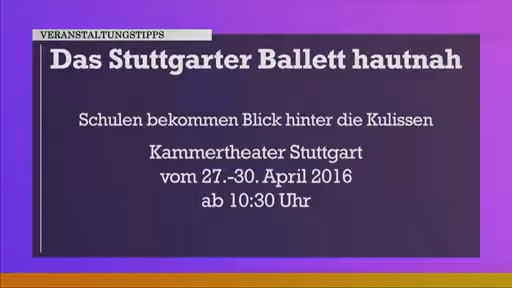 VERANSTALTUNGSTIPPS
Das Stuttgarter Ballett hautnah
Schulen bekommen Blick hinter die Kulissen
Kammertheater Stuttgart
vom 27.-30. April 2016
ab 10:30 Uhr